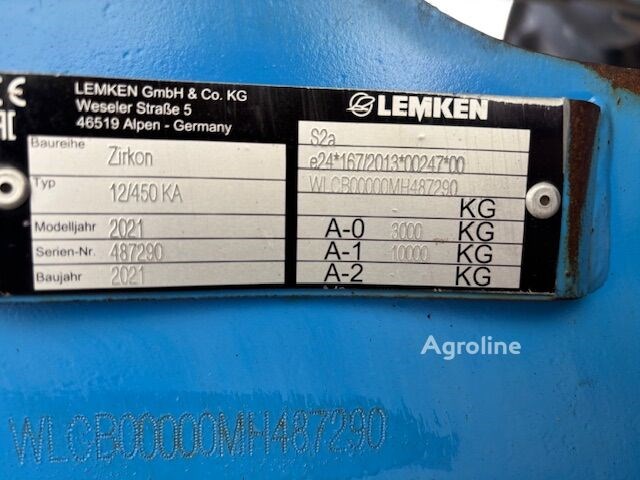 LEMKEN GmbH & Co. KG
Weseler Straße 5
46519 Alpen - Germany
LEMKEN
Baureihe Zirkon
Typ 12/450 KA
Modelljahr 2021
Serien-Nr. 487290
Baujahr 2021
S2a
e24*167/2013*00247*00
WLCB00000MH487290
KG
A-0 3000 KG
A-1 10000 KG
A-2 KG
Agroline
WLCB00000MH487290